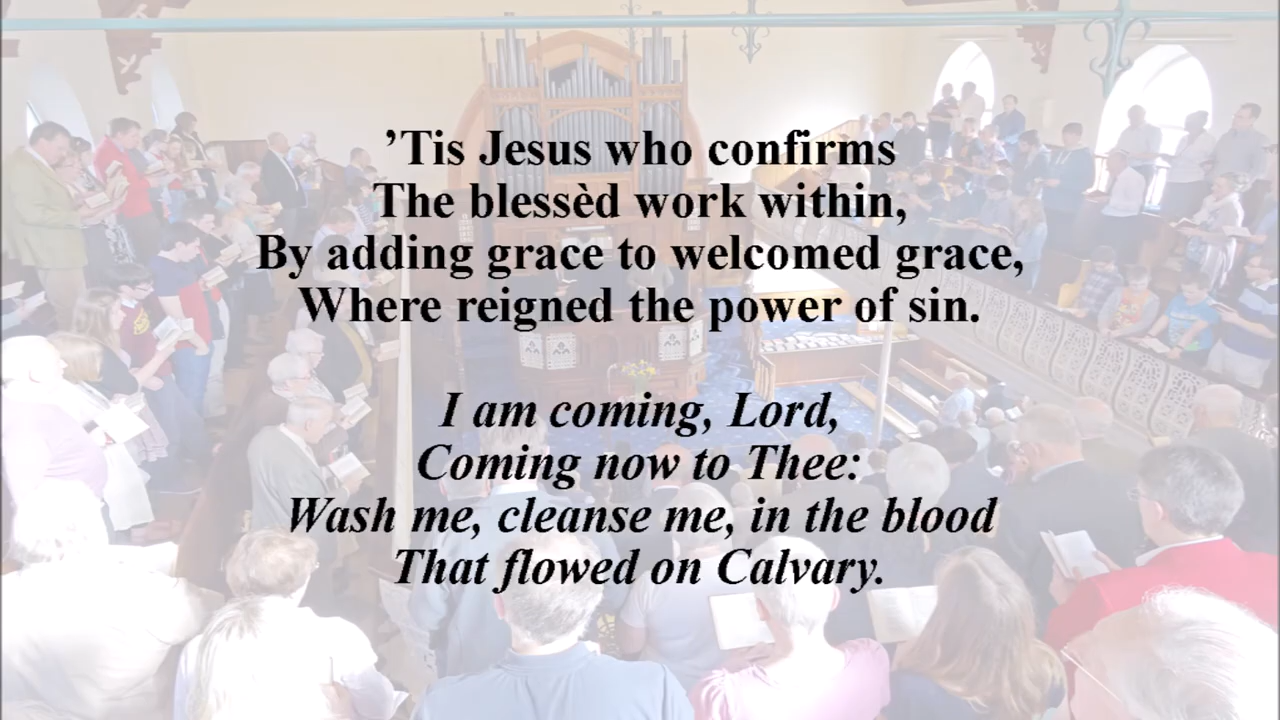 ’Tis Jesus who confirms
The blessèd work within,
By adding grace to welcomed grace,
Where reigned the power of sin.
I am coming, Lord,
Coming now to Thee:
Wash me, cleanse me, in the blood
That flowed on Calvary.